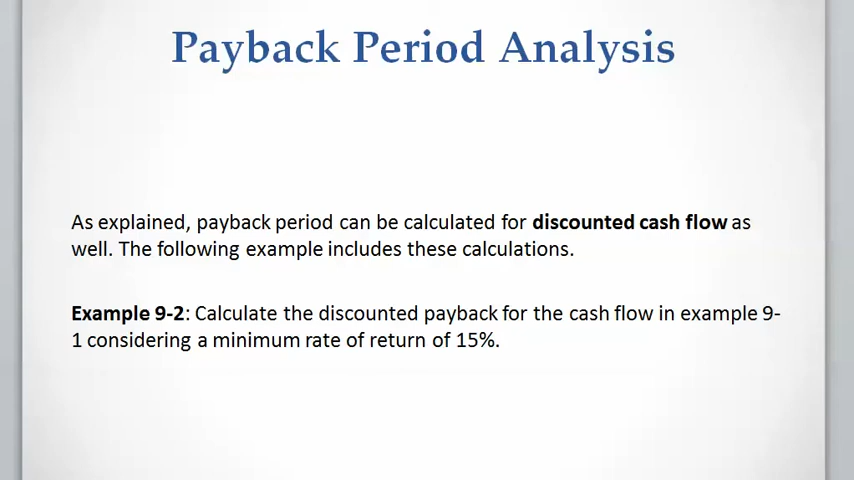 Payback Period Analysis
As explained, payback period can be calculated for discounted cash flow as
well. The following example includes these calculations.
Example 9-2: Calculate the discounted payback for the cash flow in example 9-
1 considering a minimum rate of return of 15%.